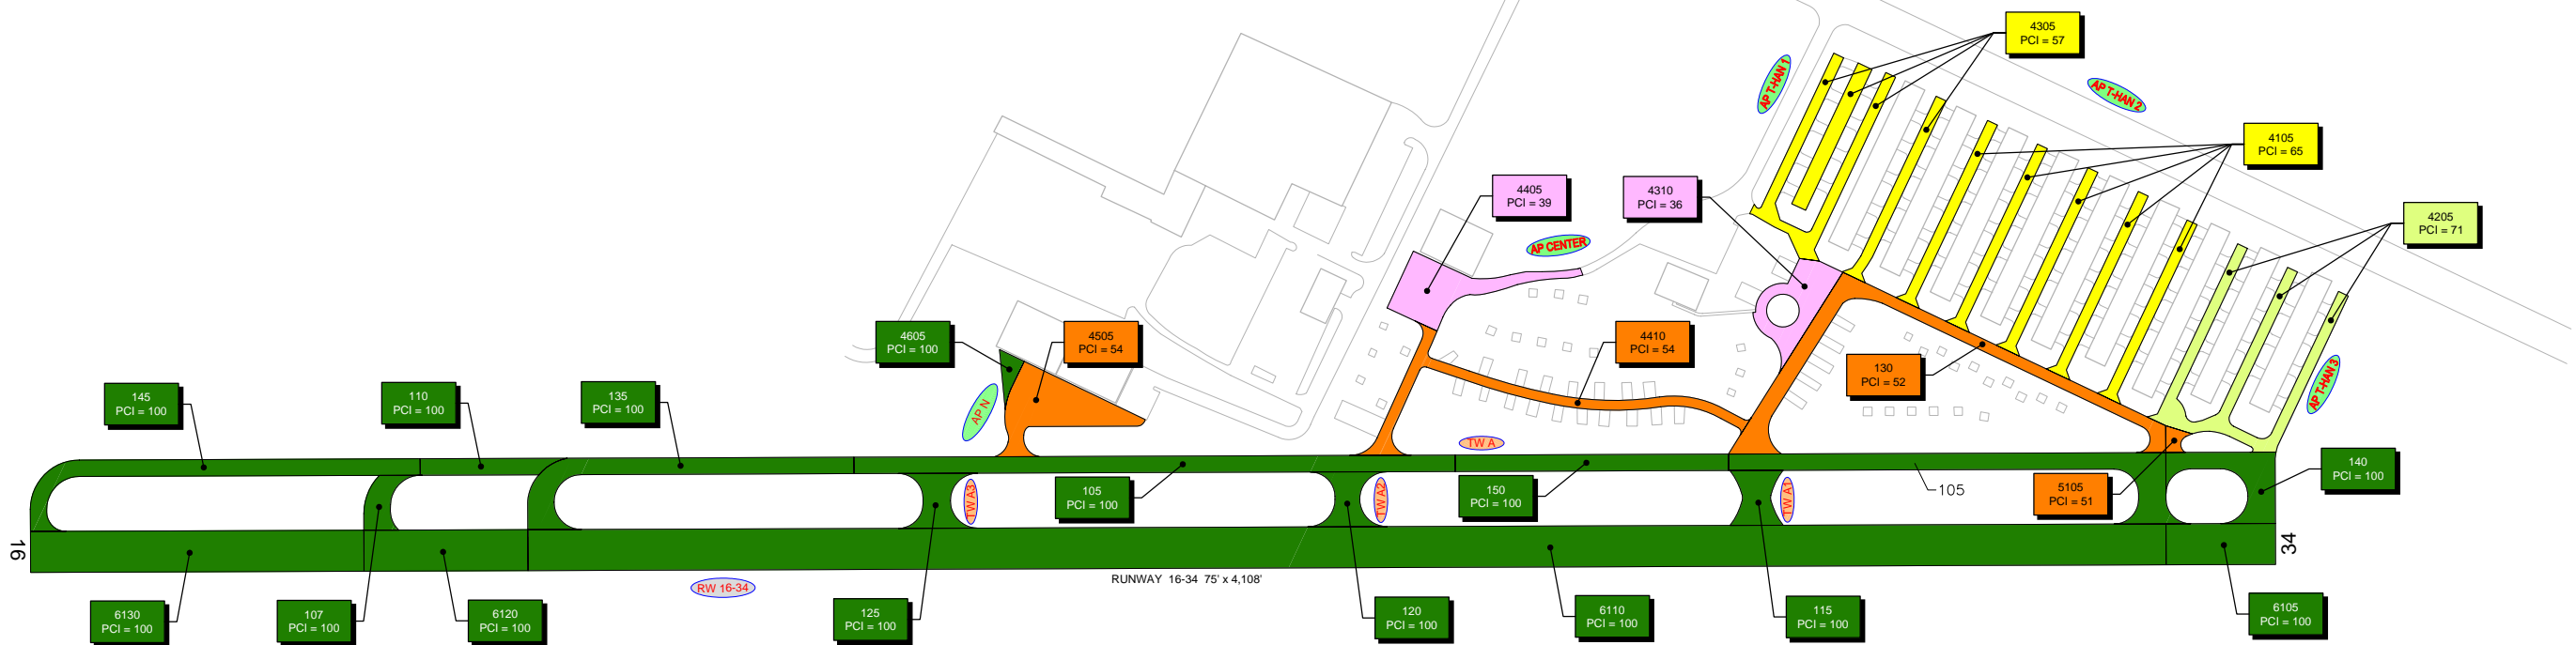 4305
PCI = 57
AP T-HAN 1
AP T-HAN 2
4105
PCI = 65
4405
PCI = 39
4310
PCI = 36
4205
PCI = 71
AP CENTER
4605
PCI = 100
4505
PCI = 54
4410
PCI = 54
130
PCI = 52
AP T-HAN 3
145
PCI = 100
110
PCI = 100
135
PCI = 100
AP N
TW A
140
PCI = 100
105
PCI = 100
150
PCI = 100
105
5105
PCI = 51
TW A3
TW A2
TW A1
16
34
RUNWAY 16-34 75' x 4,108'
RW 16-34
6130
PCI = 100
107
PCI = 100
6120
PCI = 100
125
PCI = 100
120
PCI = 100
6110
PCI = 100
115
PCI = 100
6105
PCI = 100